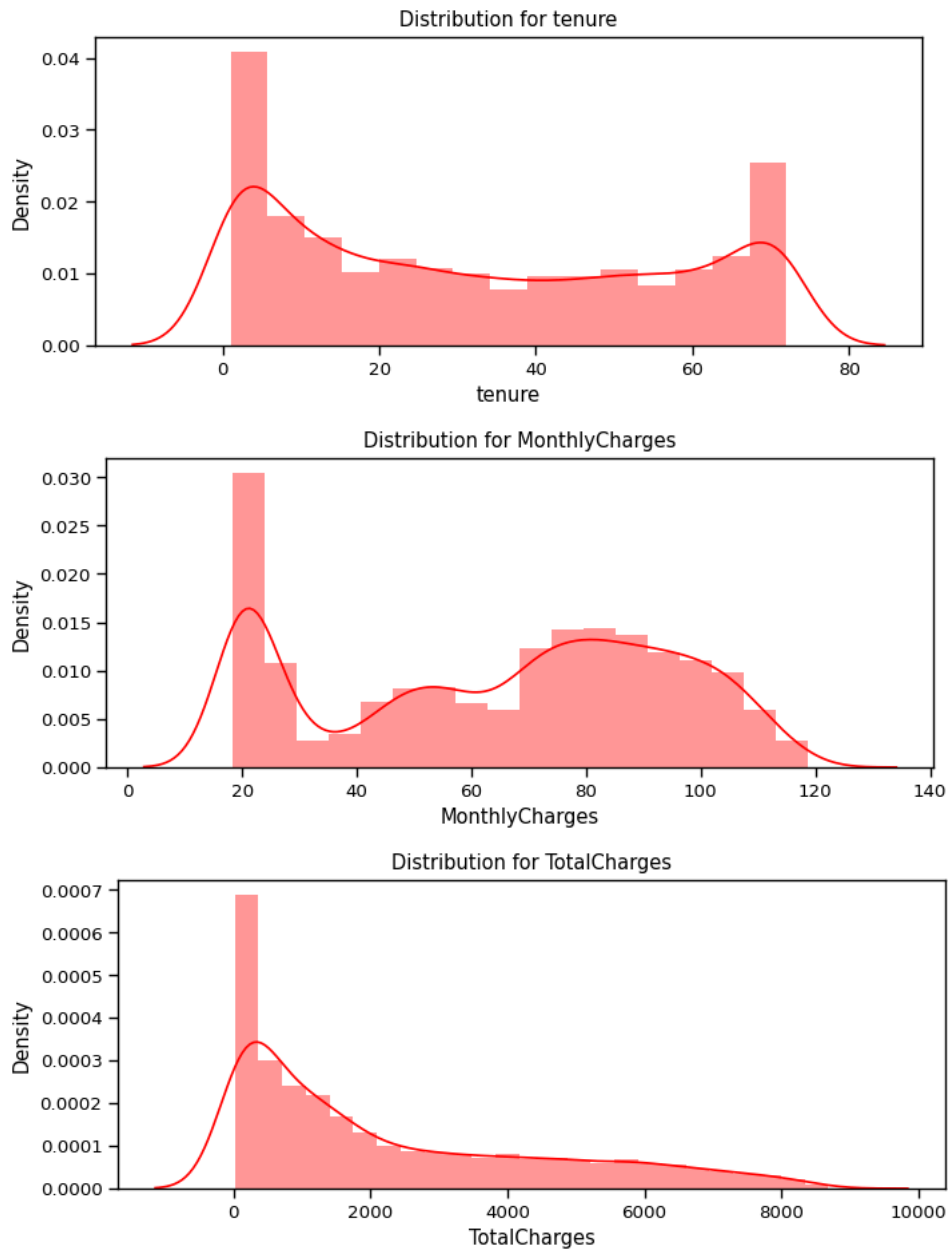 Distribution for tenure
0.04
0.03
0.02
0.01
0.00
Density
0 20 40 60 80
tenure
Distribution for MonthlyCharges
0.030
0.025
0.020
0.015
0.010
0.005
0.000
Density
0 20 40 60 80 100 120 140
MonthlyCharges
Distribution for TotalCharges
0.0007
0.0006
0.0005
0.0004
0.0003
0.0002
0.0001
0.0000
Density
0 2000 4000 6000 8000 10000
TotalCharges